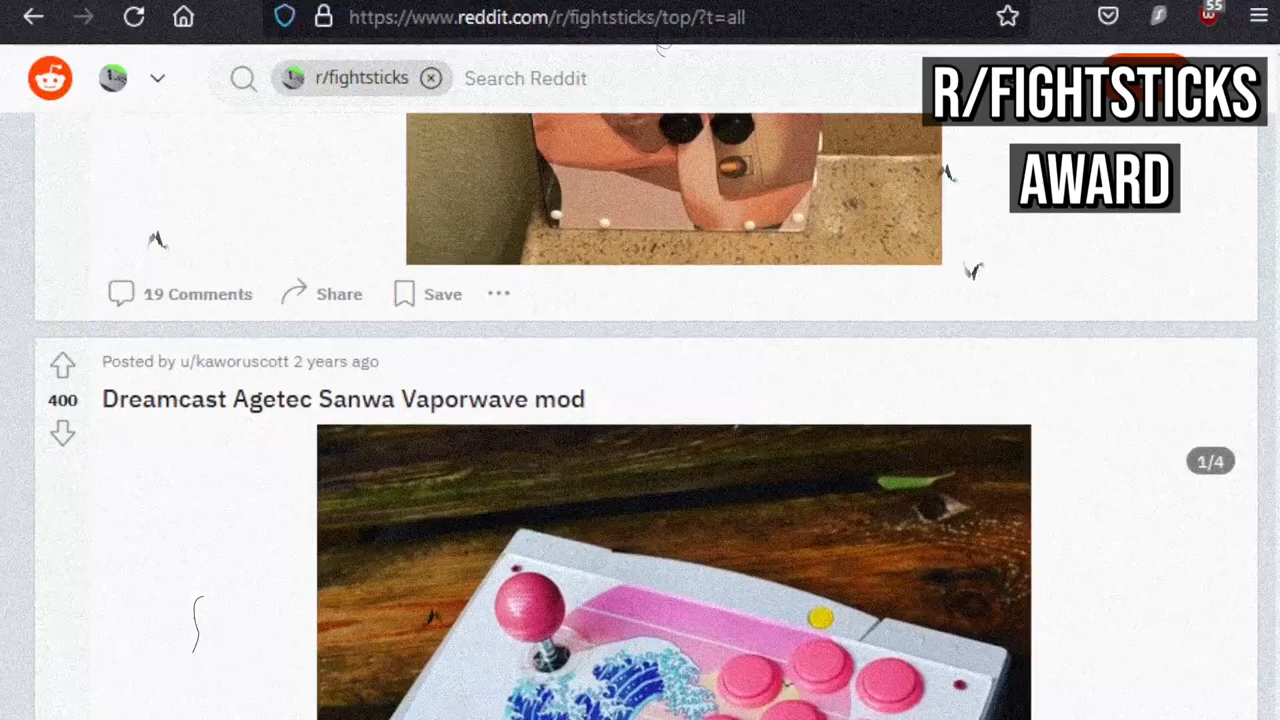 https://www.reddit.com/r/fightsticks/top/?t=all
55
r/fightsticks
Search Reddit
R/FIGHTSTICKS
AWARD
19 Comments
Share
Save
Posted by u/kaworuscott 2 years ago
400
Dreamcast Agetec Sanwa Vaporwave mod
1/4